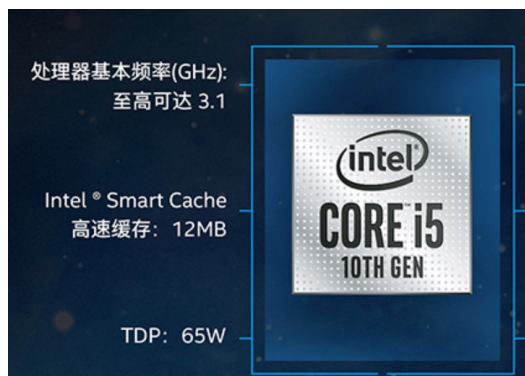 处理器基本频率(GHz):
至高可达 3.1
Intel ® Smart Cache
高速缓存：12MB
TDP：65W
intel®
CORE™ i5
10TH GEN